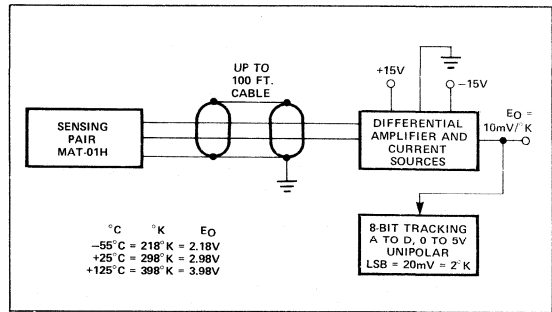 UP TO
100 FT.
CABLE
+15V
−15V
SENSING
PAIR
MAT-01H
DIFFERENTIAL
AMPLIFIER AND
CURRENT
SOURCES
EO =
10mV/°K
8-BIT TRACKING
A TO D, 0 TO 5V
UNIPOLAR
LSB = 20mV = 2°K
°C °K EO
−55°C = 218°K = 2.18V
+25°C = 298°K = 2.98V
+125°C = 398°K = 3.98V